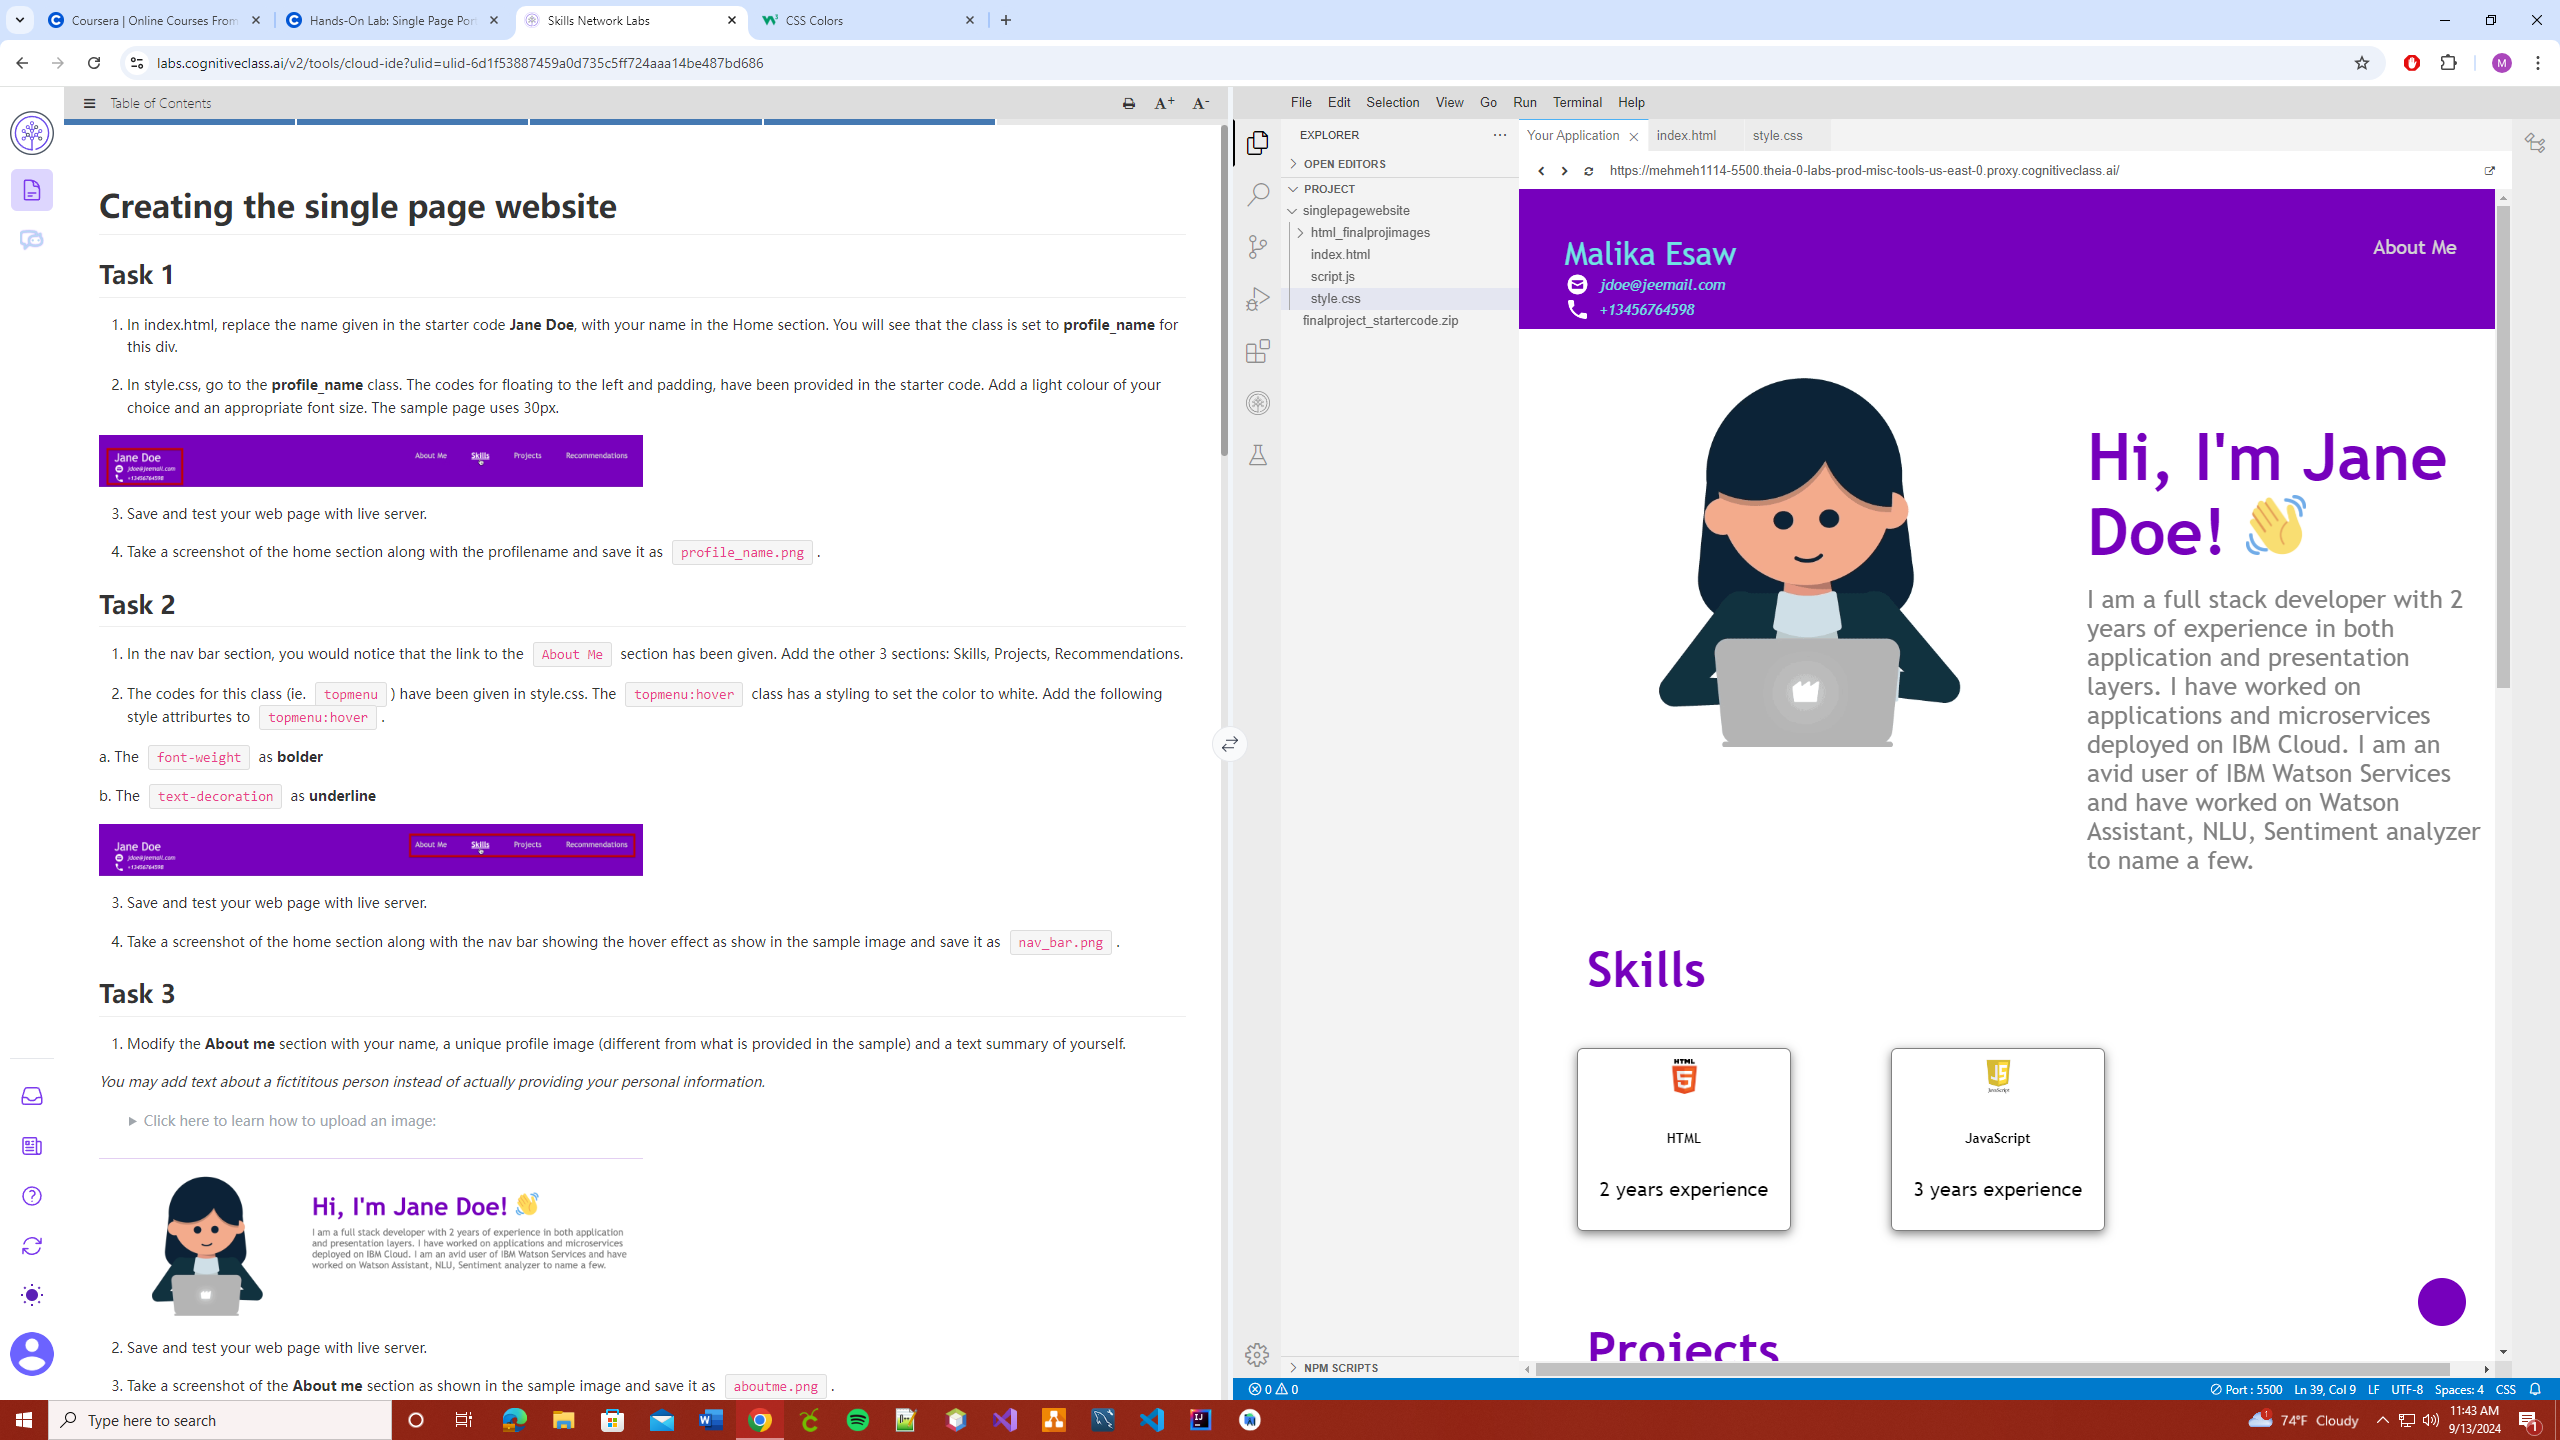 Coursera | Online Courses From
Hands-On Lab: Single Page Port
Skills Network Labs
CSS Colors
labs.cognitiveclass.ai/v2/tools/cloud-ide?ulid=ulid-6d1f53887459a0d735c5ff724aaa14be487bd686
M
Table of Contents
A+ A-
Creating the single page website
Task 1
1. In index.html, replace the name given in the starter code Jane Doe, with your name in the Home section. You will see that the class is set to profile_name for
this div.
2. In style.css, go to the profile_name class. The codes for floating to the left and padding, have been provided in the starter code. Add a light colour of your
choice and an appropriate font size. The sample page uses 30px.
Jane Doe
jdoe@jeemail.com
+13456764598
About Me Skills Projects Recommendations
3. Save and test your web page with live server.
4. Take a screenshot of the home section along with the profilename and save it as profile_name.png .
Task 2
1. In the nav bar section, you would notice that the link to the About Me section has been given. Add the other 3 sections: Skills, Projects, Recommendations.
2. The codes for this class (ie. topmenu ) have been given in style.css. The topmenu:hover class has a styling to set the color to white. Add the following
style attriburtes to topmenu:hover .
a. The font-weight as bolder
b. The text-decoration as underline
Jane Doe
jdoe@jeemail.com
+13456764598
About Me Skills Projects Recommendations
3. Save and test your web page with live server.
4. Take a screenshot of the home section along with the nav bar showing the hover effect as show in the sample image and save it as nav_bar.png .
Task 3
1. Modify the About me section with your name, a unique profile image (different from what is provided in the sample) and a text summary of yourself.
You may add text about a fictititous person instead of actually providing your personal information.
Click here to learn how to upload an image:
Hi, I'm Jane Doe!
I am a full stack developer with 2 years of experience in both application
and presentation layers. I have worked on applications and microservices
deployed on IBM Cloud. I am an avid user of IBM Watson Services and have
worked on Watson Assistant, NLU, Sentiment analyzer to name a few.
2. Save and test your web page with live server.
3. Take a screenshot of the About me section as shown in the sample image and save it as aboutme.png .
File Edit Selection View Go Run Terminal Help
EXPLORER
OPEN EDITORS
PROJECT
singlepagewebsite
html_finalprojimages
index.html
script.js
style.css
finalproject_startercode.zip
NPM SCRIPTS
Your Application
index.html
style.css
https://mehmeh1114-5500.theia-0-labs-prod-misc-tools-us-east-0.proxy.cognitiveclass.ai/
Malika Esaw
jdoe@jeemail.com
+13456764598
About Me
Hi, I'm Jane
Doe!
I am a full stack developer with 2
years of experience in both
application and presentation
layers. I have worked on
applications and microservices
deployed on IBM Cloud. I am an
avid user of IBM Watson Services
and have worked on Watson
Assistant, NLU, Sentiment analyzer
to name a few.
Skills
HTML
5
HTML
2 years experience
JS
JavaScript
JavaScript
3 years experience
Projects
0 0
Port : 5500 Ln 39, Col 9 LF UTF-8 Spaces: 4 CSS
Type here to search
74°F Cloudy
11:43 AM
9/13/2024
1